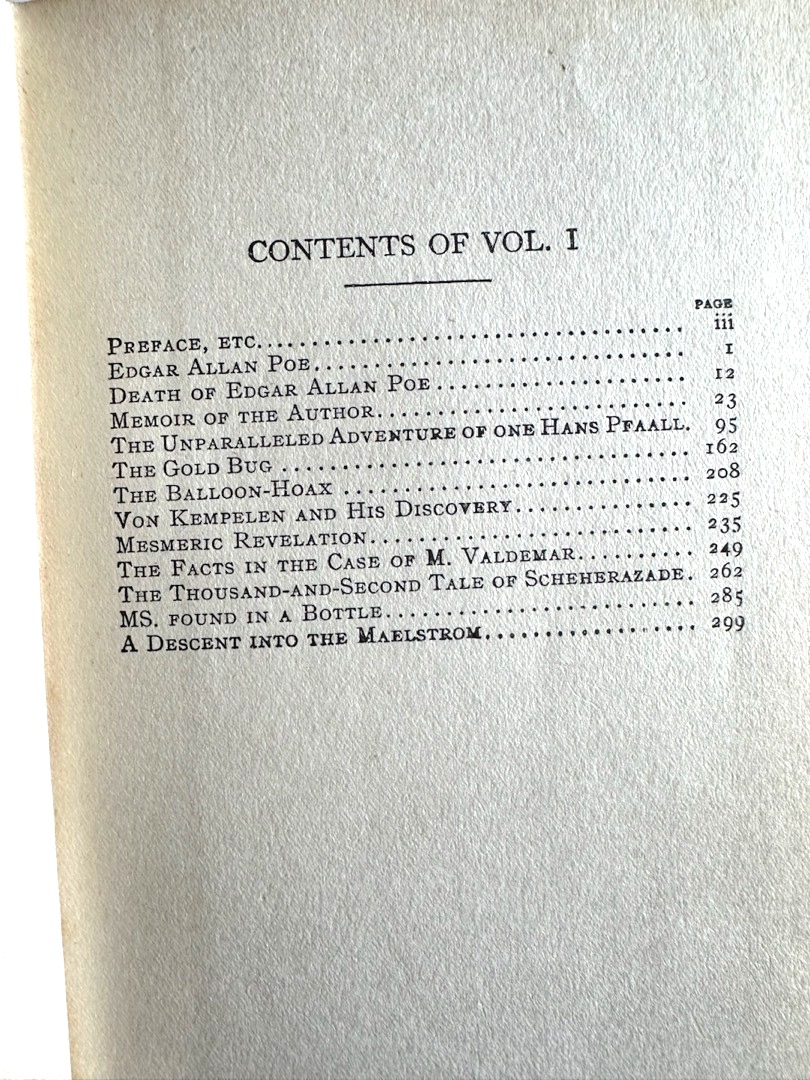 CONTENTS OF VOL. I
PAGE
PREFACE, ETC. iii
EDGAR ALLAN POE 1
DEATH OF EDGAR ALLAN POE 12
MEMOIR OF THE AUTHOR 23
THE UNPARALLELED ADVENTURE OF ONE HANS PFAALL. 95
THE GOLD BUG 162
THE BALLOON-HOAX 208
VON KEMPELEN AND HIS DISCOVERY 225
MESMERIC REVELATION 235
THE FACTS IN THE CASE OF M. VALDEMAR 249
THE THOUSAND-AND-SECOND TALE OF SCHEHERAZADE. 262
MS. FOUND IN A BOTTLE 285
A DESCENT INTO THE MAELSTROM 299